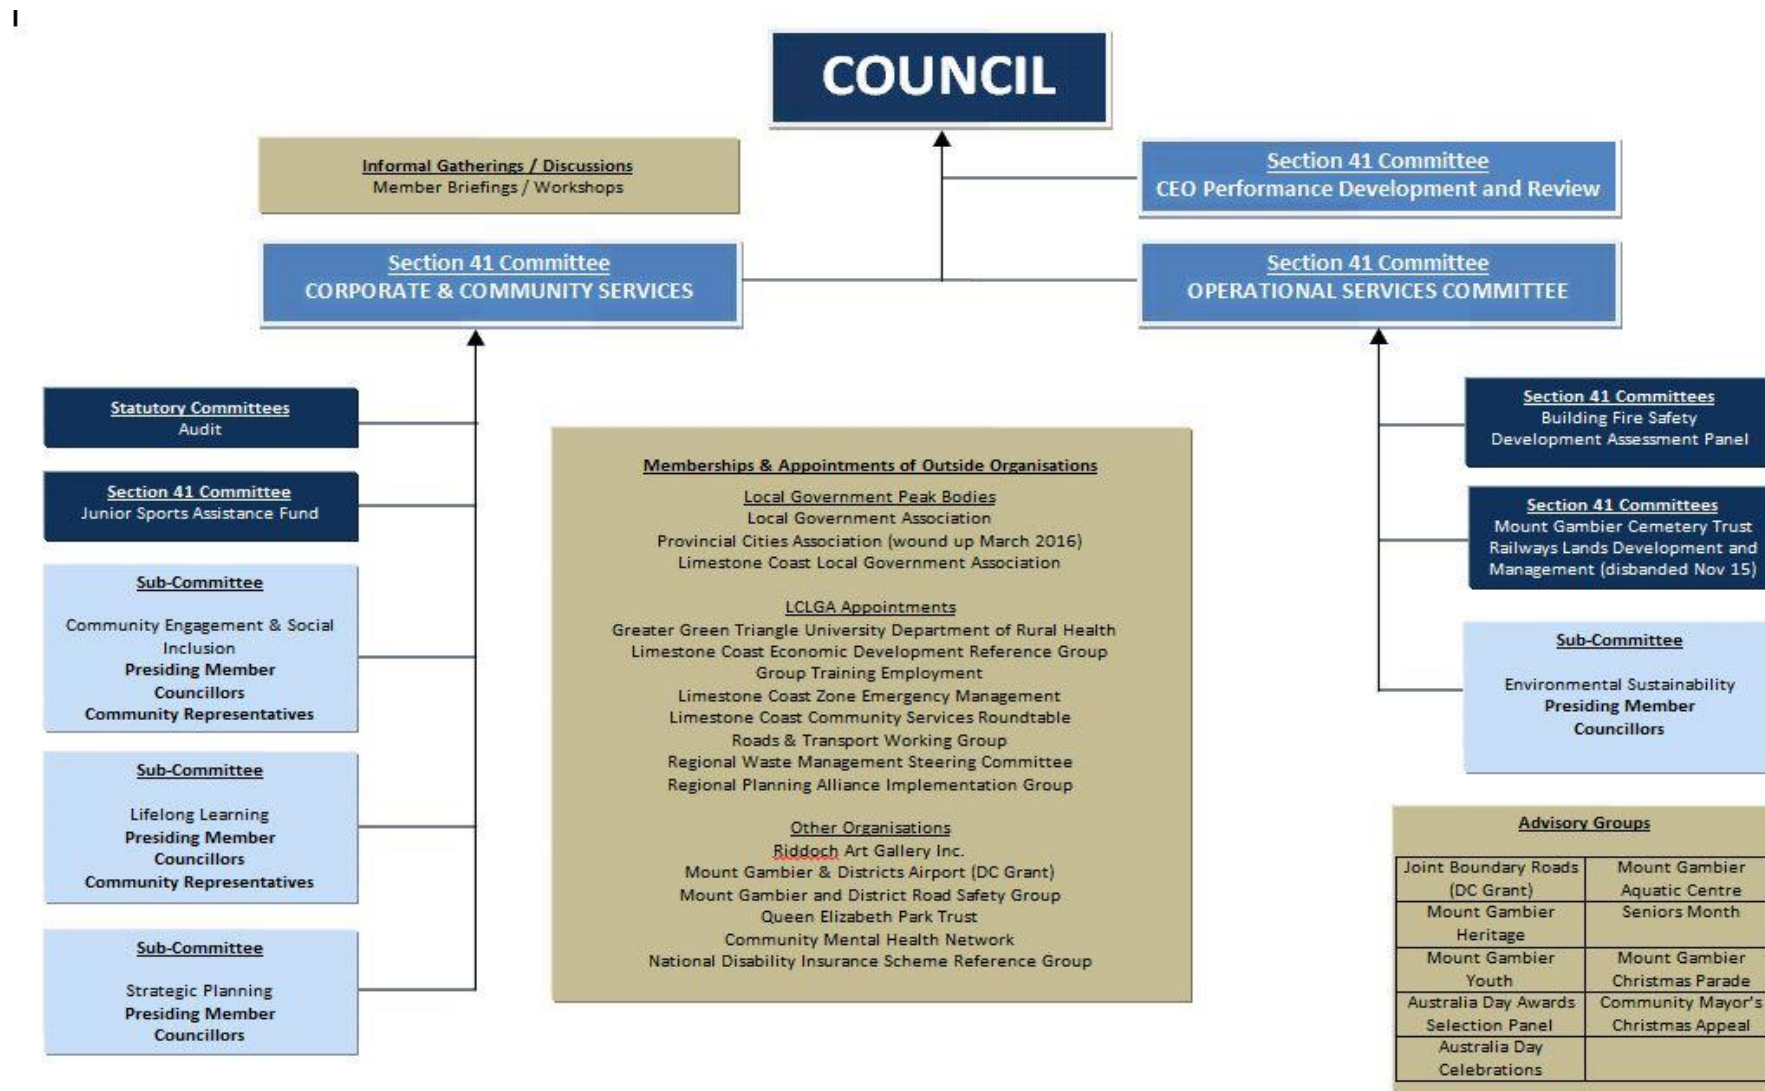 I
COUNCIL
Informal Gatherings / Discussions
Member Briefings / Workshops
Section 41 Committee
CEO Performance Development and Review
Section 41 Committee
CORPORATE & COMMUNITY SERVICES
Section 41 Committee
OPERATIONAL SERVICES COMMITTEE
Statutory Committees
Audit
Section 41 Committee
Junior Sports Assistance Fund
Sub-Committee
Community Engagement & Social
Inclusion
Presiding Member
Councillors
Community Representatives
Sub-Committee
Lifelong Learning
Presiding Member
Councillors
Community Representatives
Sub-Committee
Strategic Planning
Presiding Member
Councillors
Memberships & Appointments of Outside Organisations
Local Government Peak Bodies
Local Government Association
Provincial Cities Association (wound up March 2016)
Limestone Coast Local Government Association
LCLGA Appointments
Greater Green Triangle University Department of Rural Health
Limestone Coast Economic Development Reference Group
Group Training Employment
Limestone Coast Zone Emergency Management
Limestone Coast Community Services Roundtable
Roads & Transport Working Group
Regional Waste Management Steering Committee
Regional Planning Alliance Implementation Group
Other Organisations
Riddoch Art Gallery Inc.
Mount Gambier & Districts Airport (DC Grant)
Mount Gambier and District Road Safety Group
Queen Elizabeth Park Trust
Community Mental Health Network
National Disability Insurance Scheme Reference Group
Section 41 Committees
Building Fire Safety
Development Assessment Panel
Section 41 Committees
Mount Gambier Cemetery Trust
Railways Lands Development and
Management (disbanded Nov 15)
Sub-Committee
Environmental Sustainability
Presiding Member
Councillors
Advisory Groups
Joint Boundary Roads
(DC Grant)
Mount Gambier
Aquatic Centre
Mount Gambier
Heritage
Seniors Month
Mount Gambier
Youth
Mount Gambier
Christmas Parade
Australia Day Awards
Selection Panel
Community Mayor's
Christmas Appeal
Australia Day
Celebrations